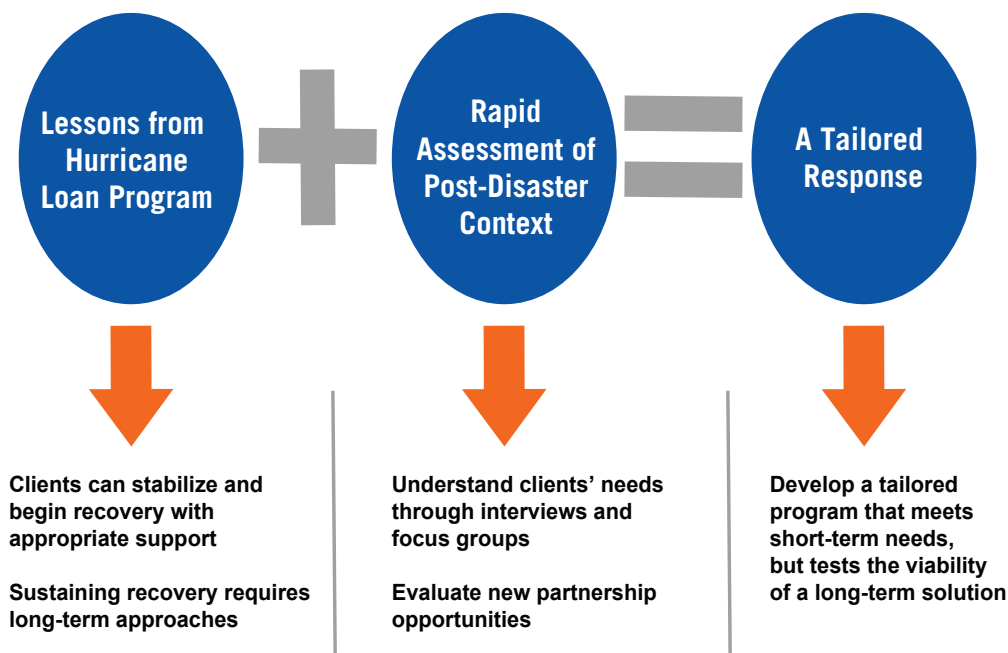 Lessons from
Hurricane
Loan Program
Rapid
Assessment of
Post-Disaster
Context
A Tailored
Response
Clients can stabilize and
begin recovery with
appropriate support
Sustaining recovery requires
long-term approaches
Understand clients’ needs
through interviews and
focus groups
Evaluate new partnership
opportunities
Develop a tailored
program that meets
short-term needs,
but tests the viability
of a long-term solution